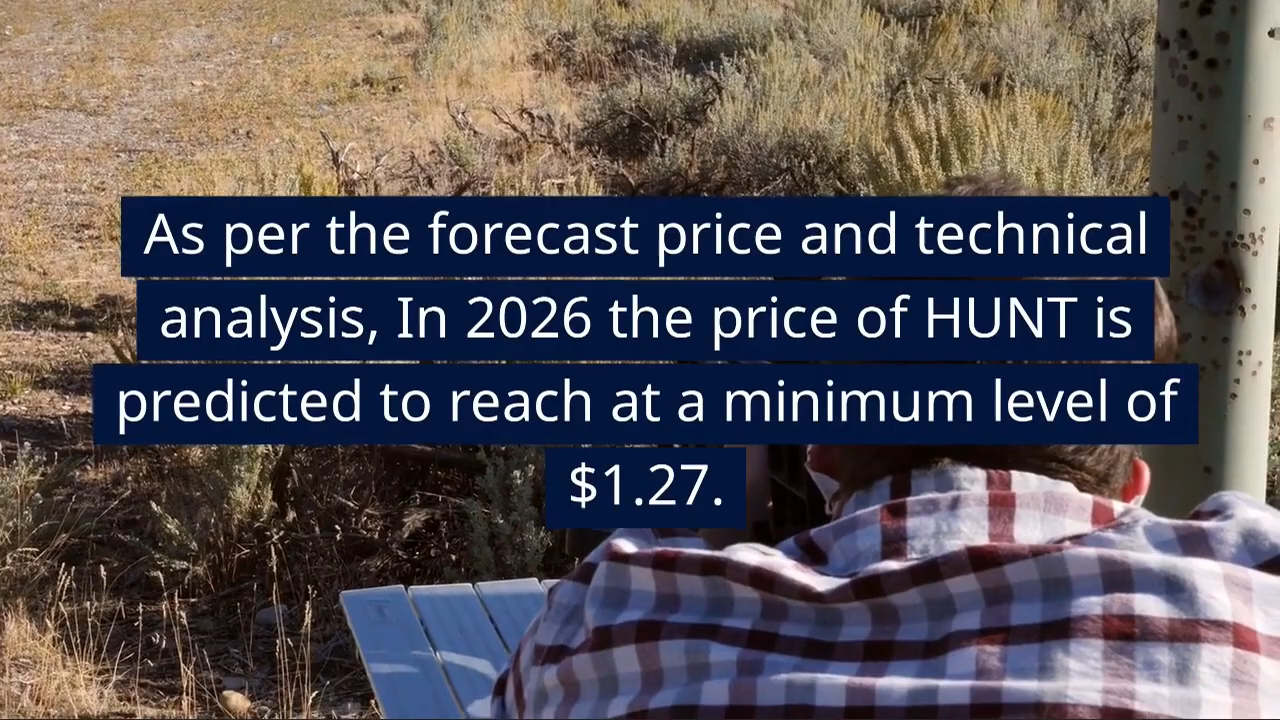 As per the forecast price and technical
analysis, In 2026 the price of HUNT is
predicted to reach at a minimum level of
$1.27.